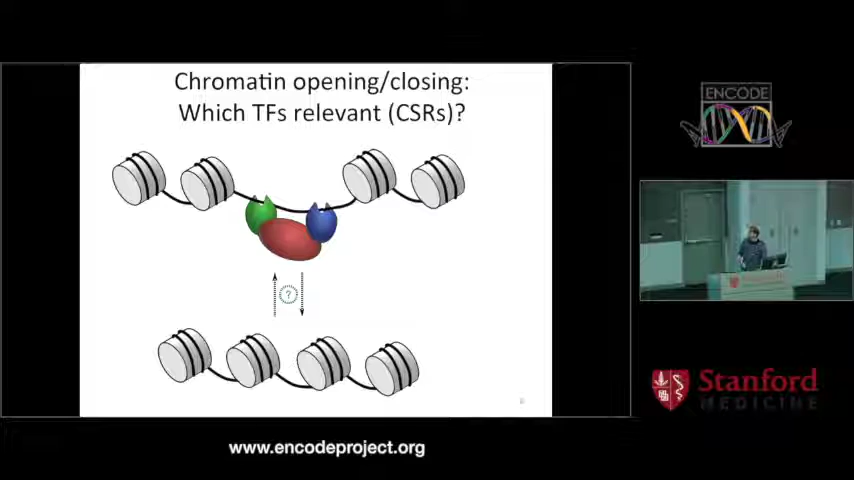 Chromatin opening/closing:
Which TFs relevant (CSRs)?
?
ENCODE
Stanford
MEDICINE
www.encodeproject.org